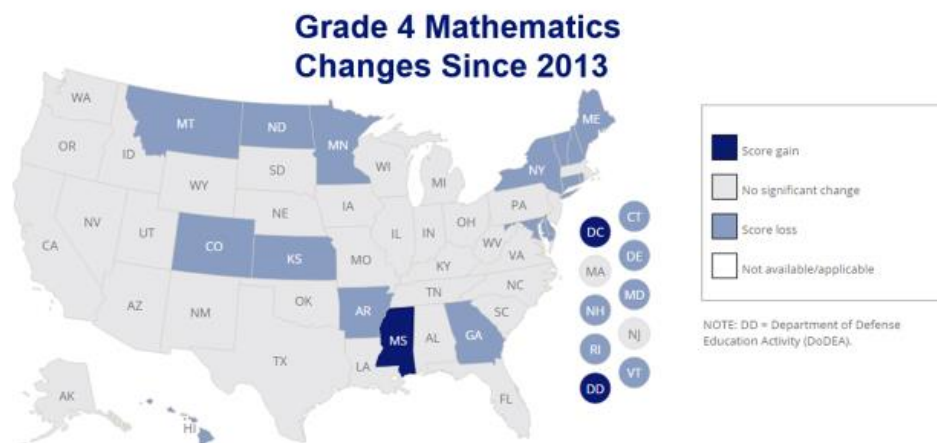 Grade 4 Mathematics
Changes Since 2013
WA
MT
ND
MN
ME
OR
ID
SD
WI
NY
WY
MI
IA
PA
NE
NV
OH
IL
IN
UT
CO
WV
CA
KS
MO
VA
KY
NC
TN
OK
AZ
NM
AR
SC
MS
AL
GA
TX
LA
AK
FL
HI
DC
CT
DE
MA
MD
NH
NJ
RI
VT
DD
Score gain
No significant change
Score loss
Not available/applicable
NOTE: DD = Department of Defense
Education Activity (DoDEA).